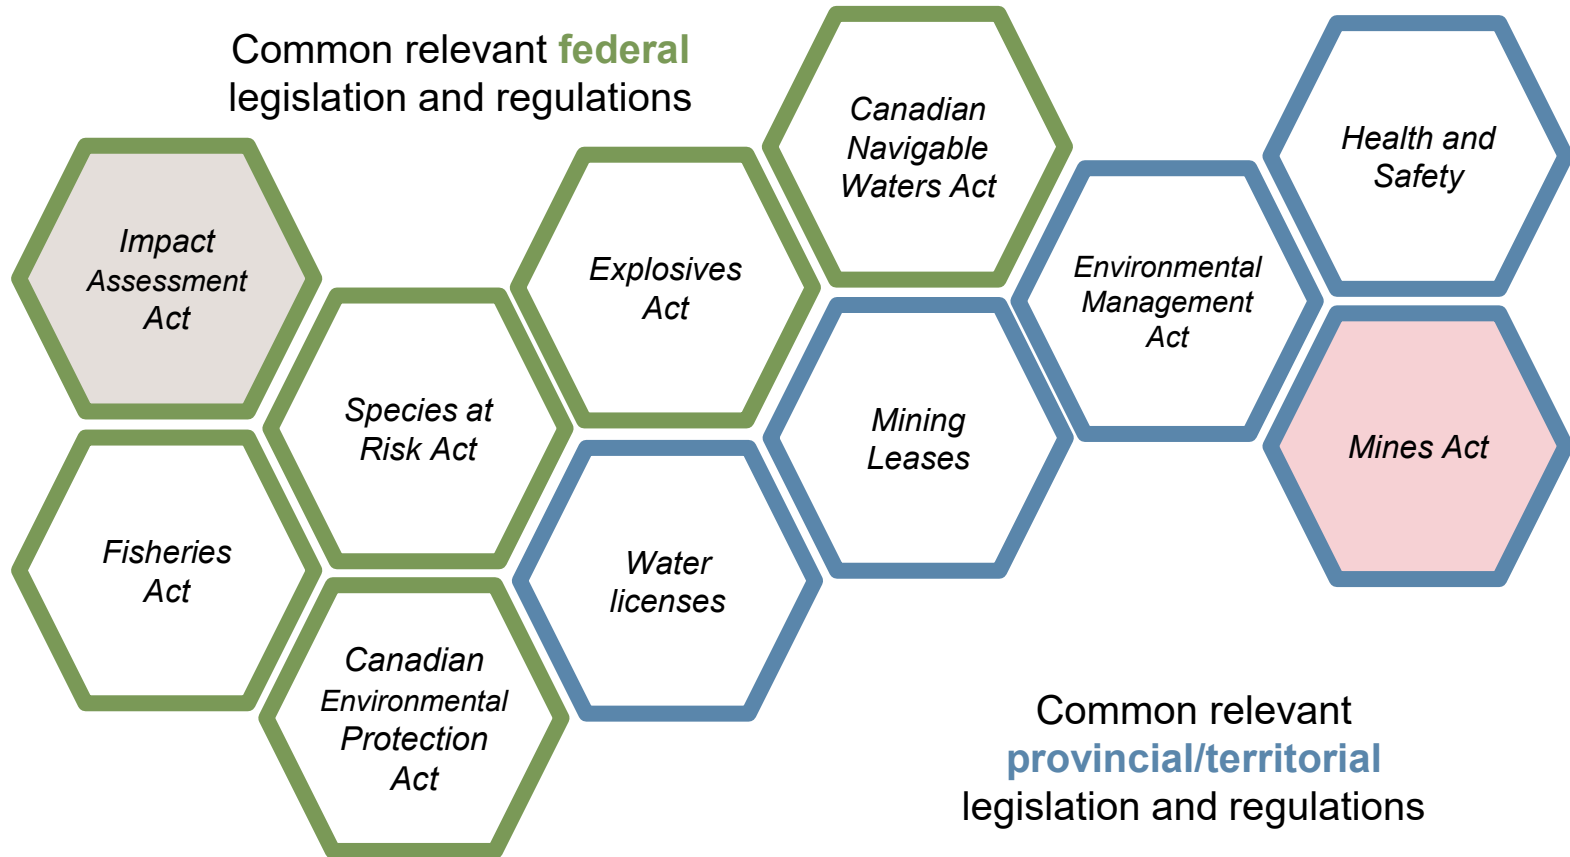 Common relevant federal
legislation and regulations
Impact
Assessment
Act
Fisheries
Act
Species at
Risk Act
Canadian
Environmental
Protection
Act
Explosives
Act
Water
licenses
Canadian
Navigable
Waters Act
Mining
Leases
Environmental
Management
Act
Health and
Safety
Mines Act
Common relevant
provincial/territorial
legislation and regulations